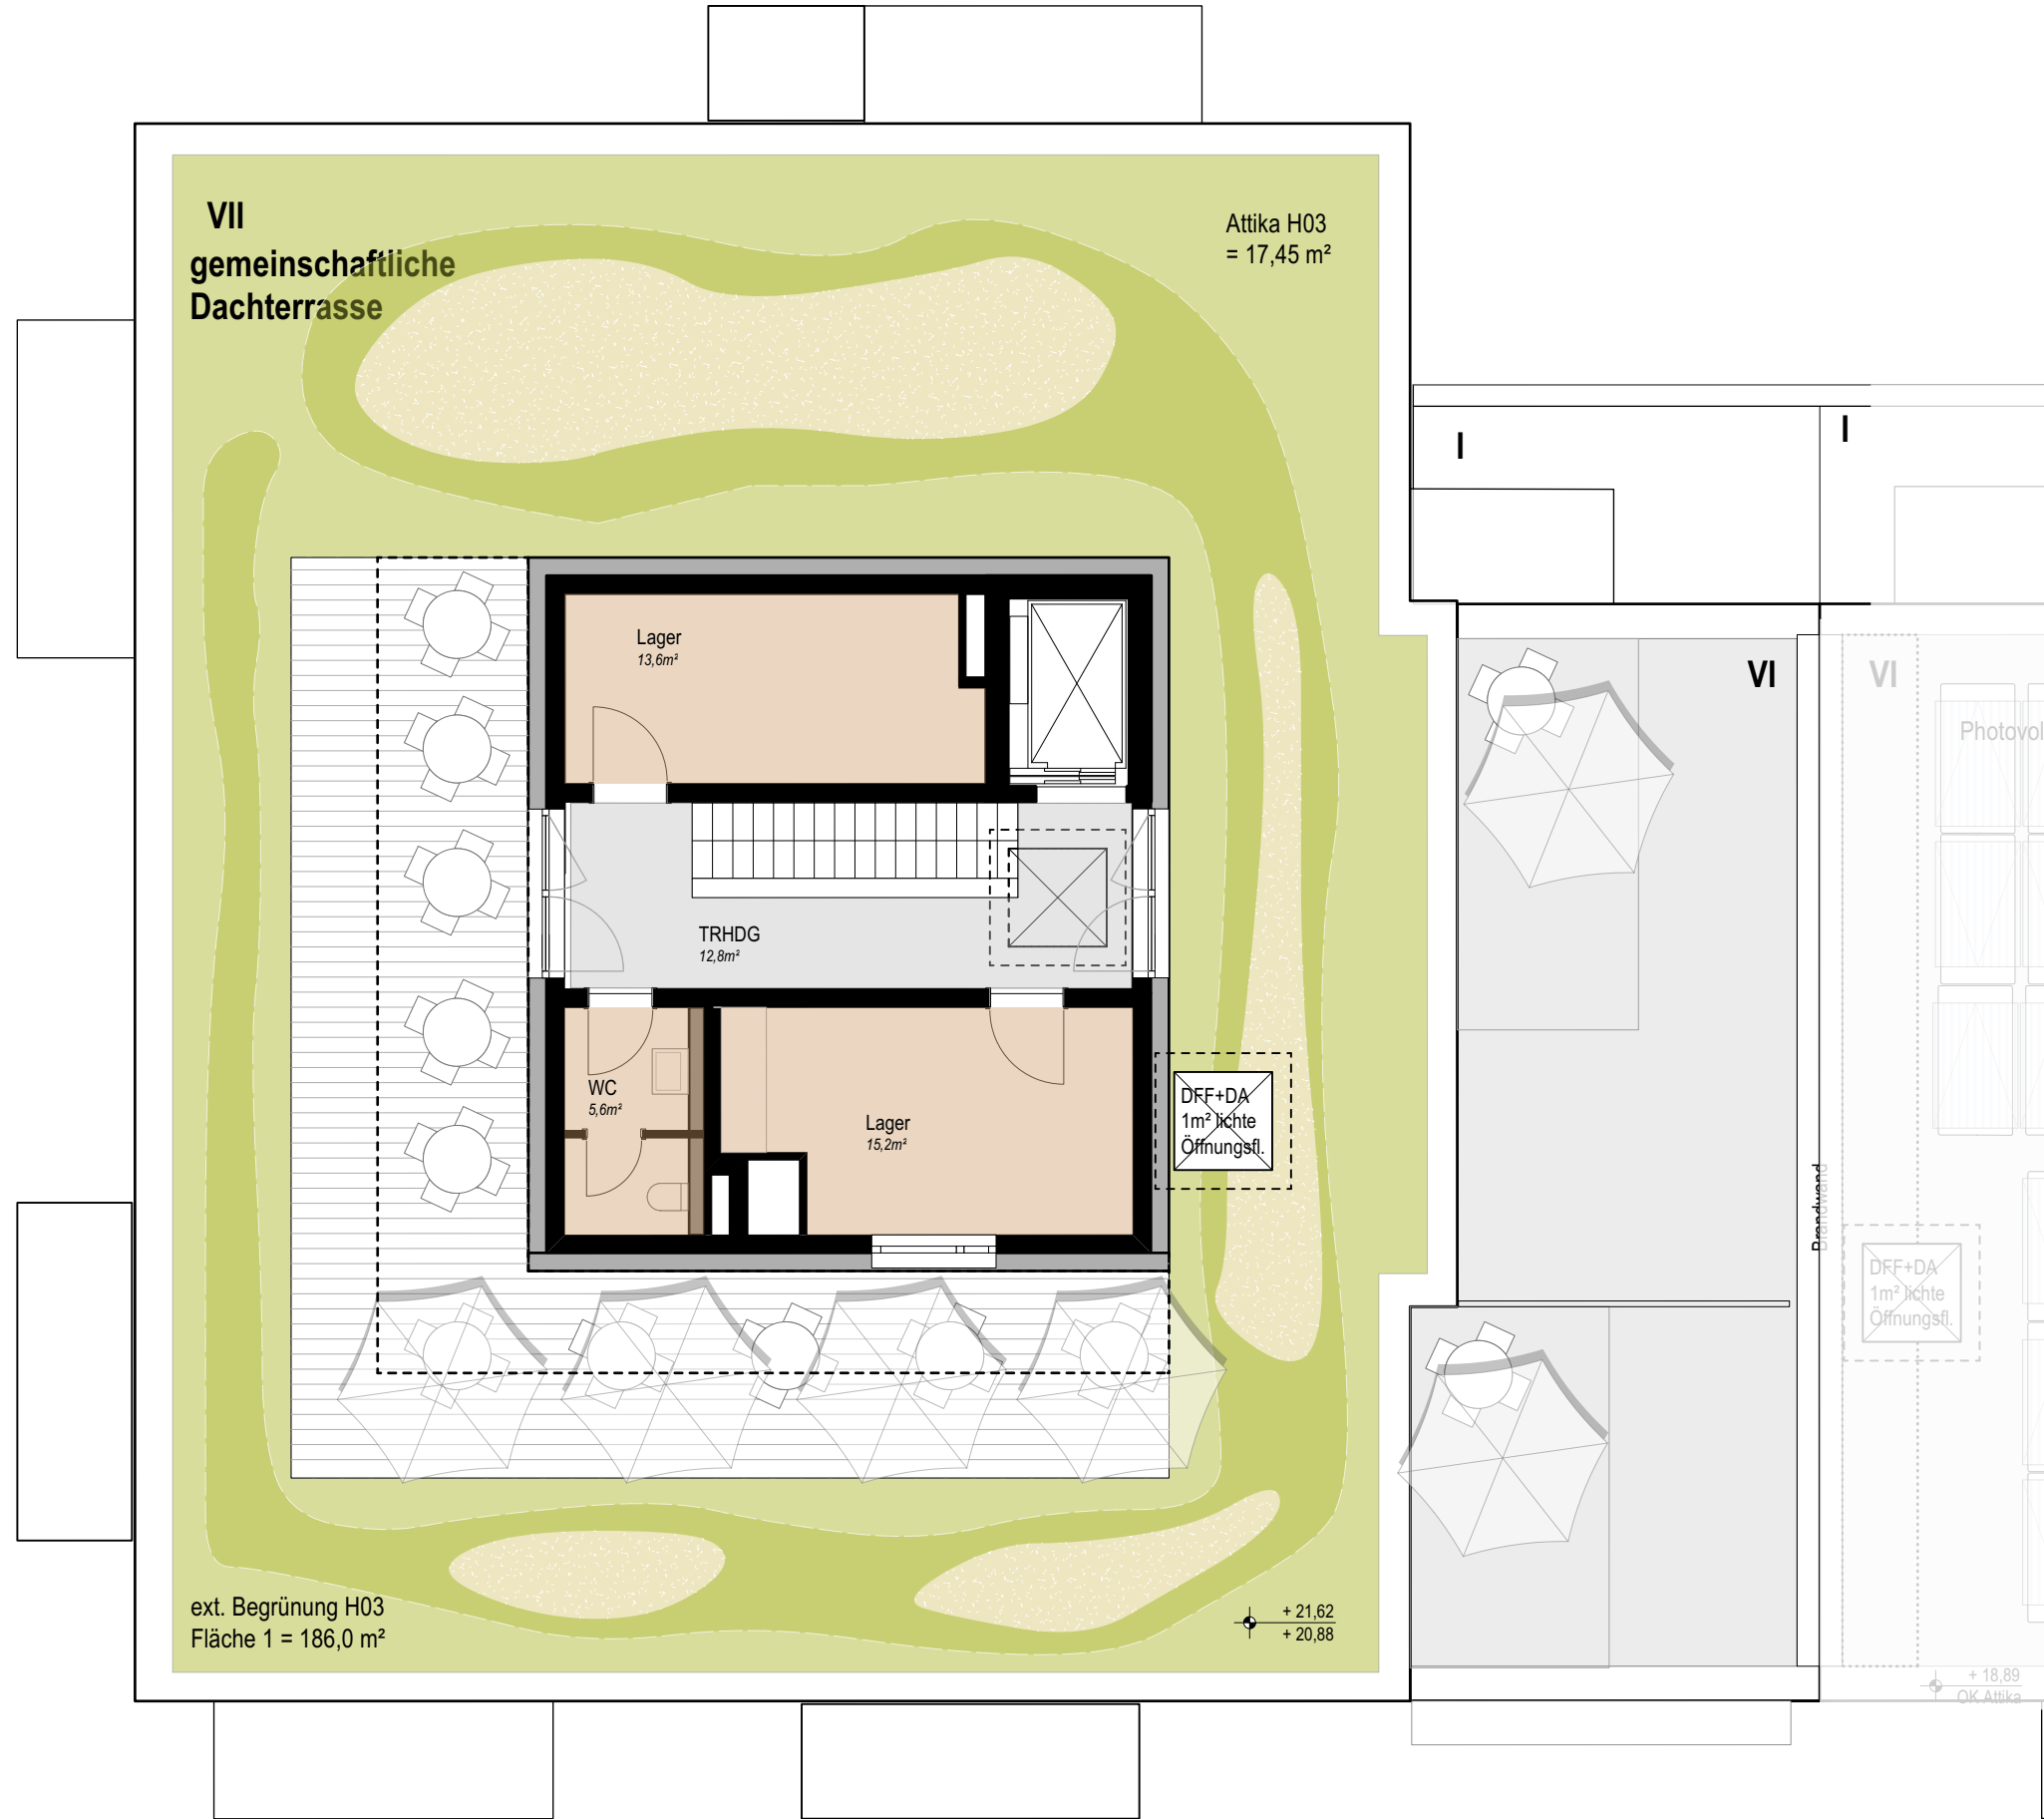 VII
gemeinschaftliche
Dachterrasse
Attika H03
= 17,45 m²
I
I
Lager
13,6m²
VI
VI
TRHDG
12,8m²
WC
5,6m²
Lager
15,2m²
DFF+DA
1m² lichte
Öffnungsfl.
Brandwand
Brandwand
DFF+DA
1m² lichte
Öffnungsfl.
ext. Begrünung H03
Fläche 1 = 186,0 m²
+ 21,62
+ 20,88
+ 18,89
OK Attika